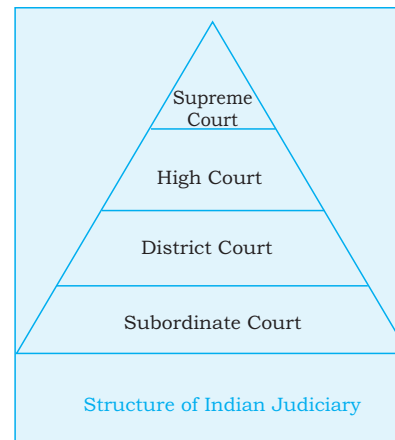 Supreme
Court
High Court
District Court
Subordinate Court
Structure of Indian Judiciary